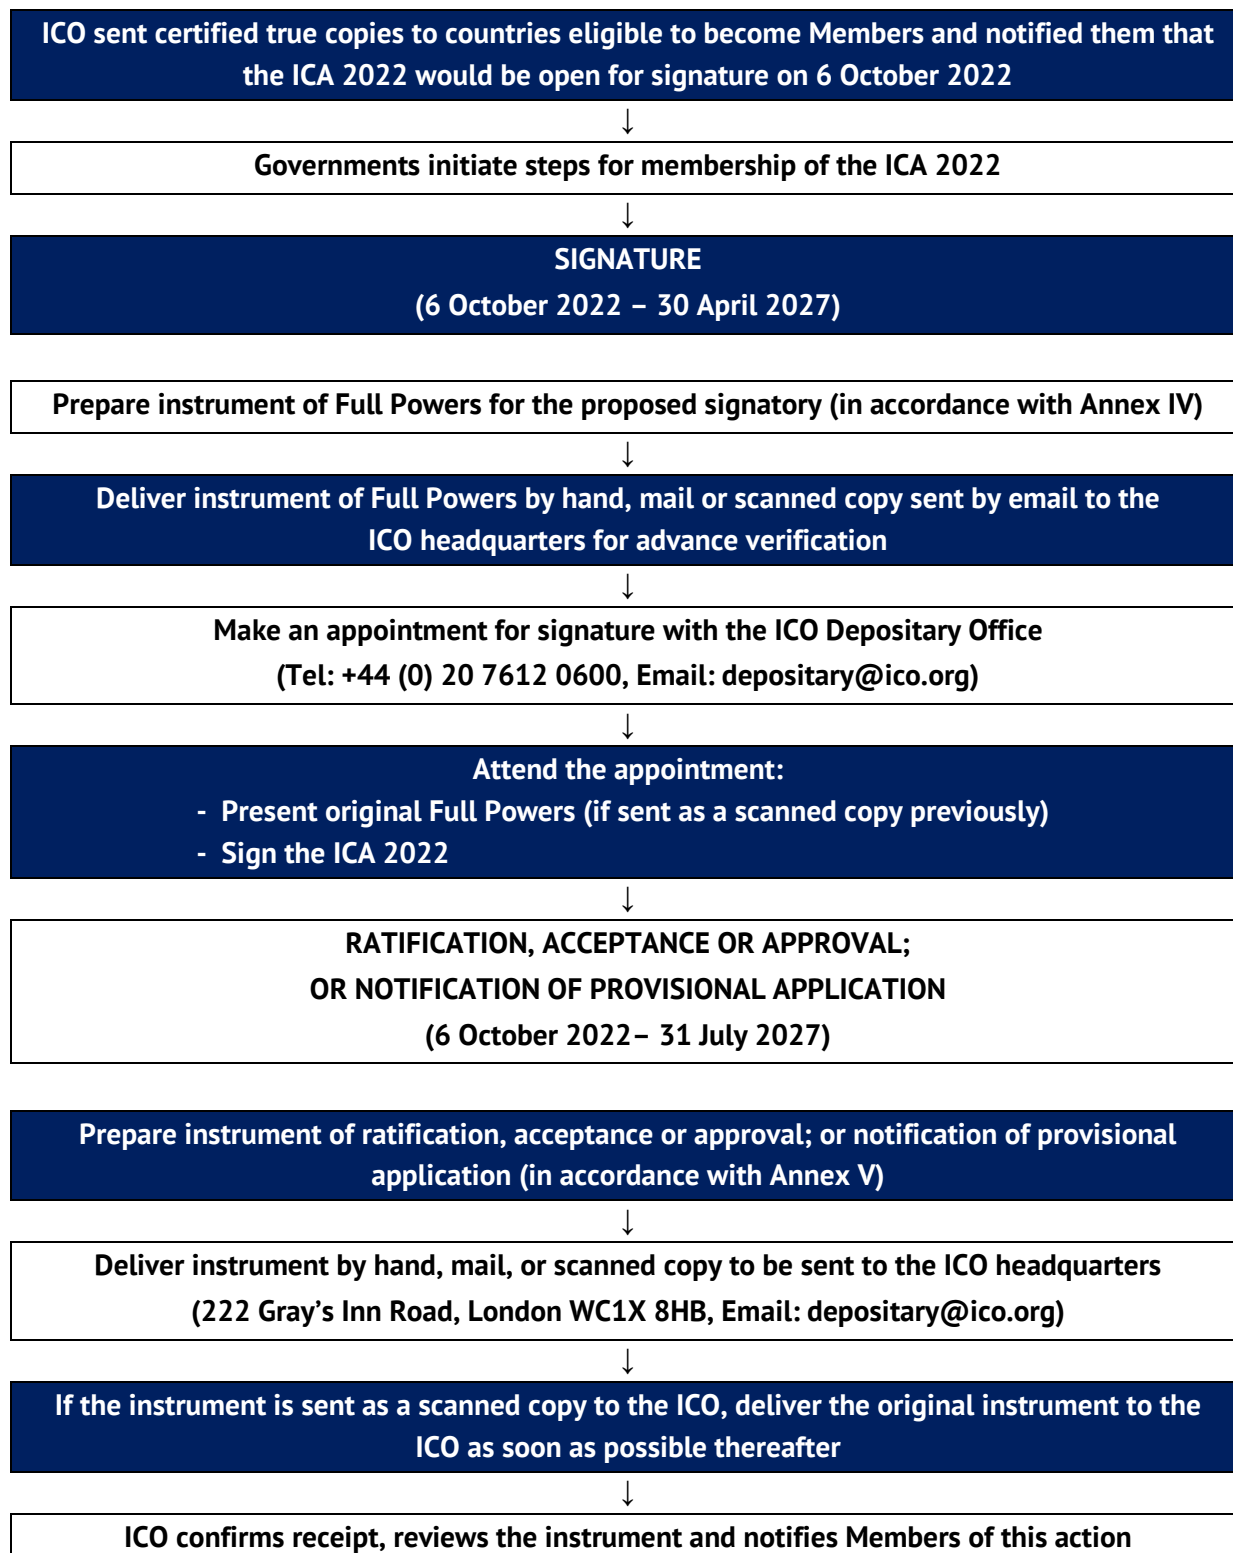 ICO sent certified true copies to countries eligible to become Members and notified them that
the ICA 2022 would be open for signature on 6 October 2022
↓
Governments initiate steps for membership of the ICA 2022
↓
SIGNATURE
(6 October 2022 – 30 April 2027)
Prepare instrument of Full Powers for the proposed signatory (in accordance with Annex IV)
↓
Deliver instrument of Full Powers by hand, mail or scanned copy sent by email to the
ICO headquarters for advance verification
↓
Make an appointment for signature with the ICO Depositary Office
(Tel: +44 (0) 20 7612 0600, Email: depositary@ico.org)
↓
Attend the appointment:
- Present original Full Powers (if sent as a scanned copy previously)
- Sign the ICA 2022
↓
RATIFICATION, ACCEPTANCE OR APPROVAL;
OR NOTIFICATION OF PROVISIONAL APPLICATION
(6 October 2022– 31 July 2027)
Prepare instrument of ratification, acceptance or approval; or notification of provisional
application (in accordance with Annex V)
↓
Deliver instrument by hand, mail, or scanned copy to be sent to the ICO headquarters
(222 Gray’s Inn Road, London WC1X 8HB, Email: depositary@ico.org)
↓
If the instrument is sent as a scanned copy to the ICO, deliver the original instrument to the
ICO as soon as possible thereafter
↓
ICO confirms receipt, reviews the instrument and notifies Members of this action